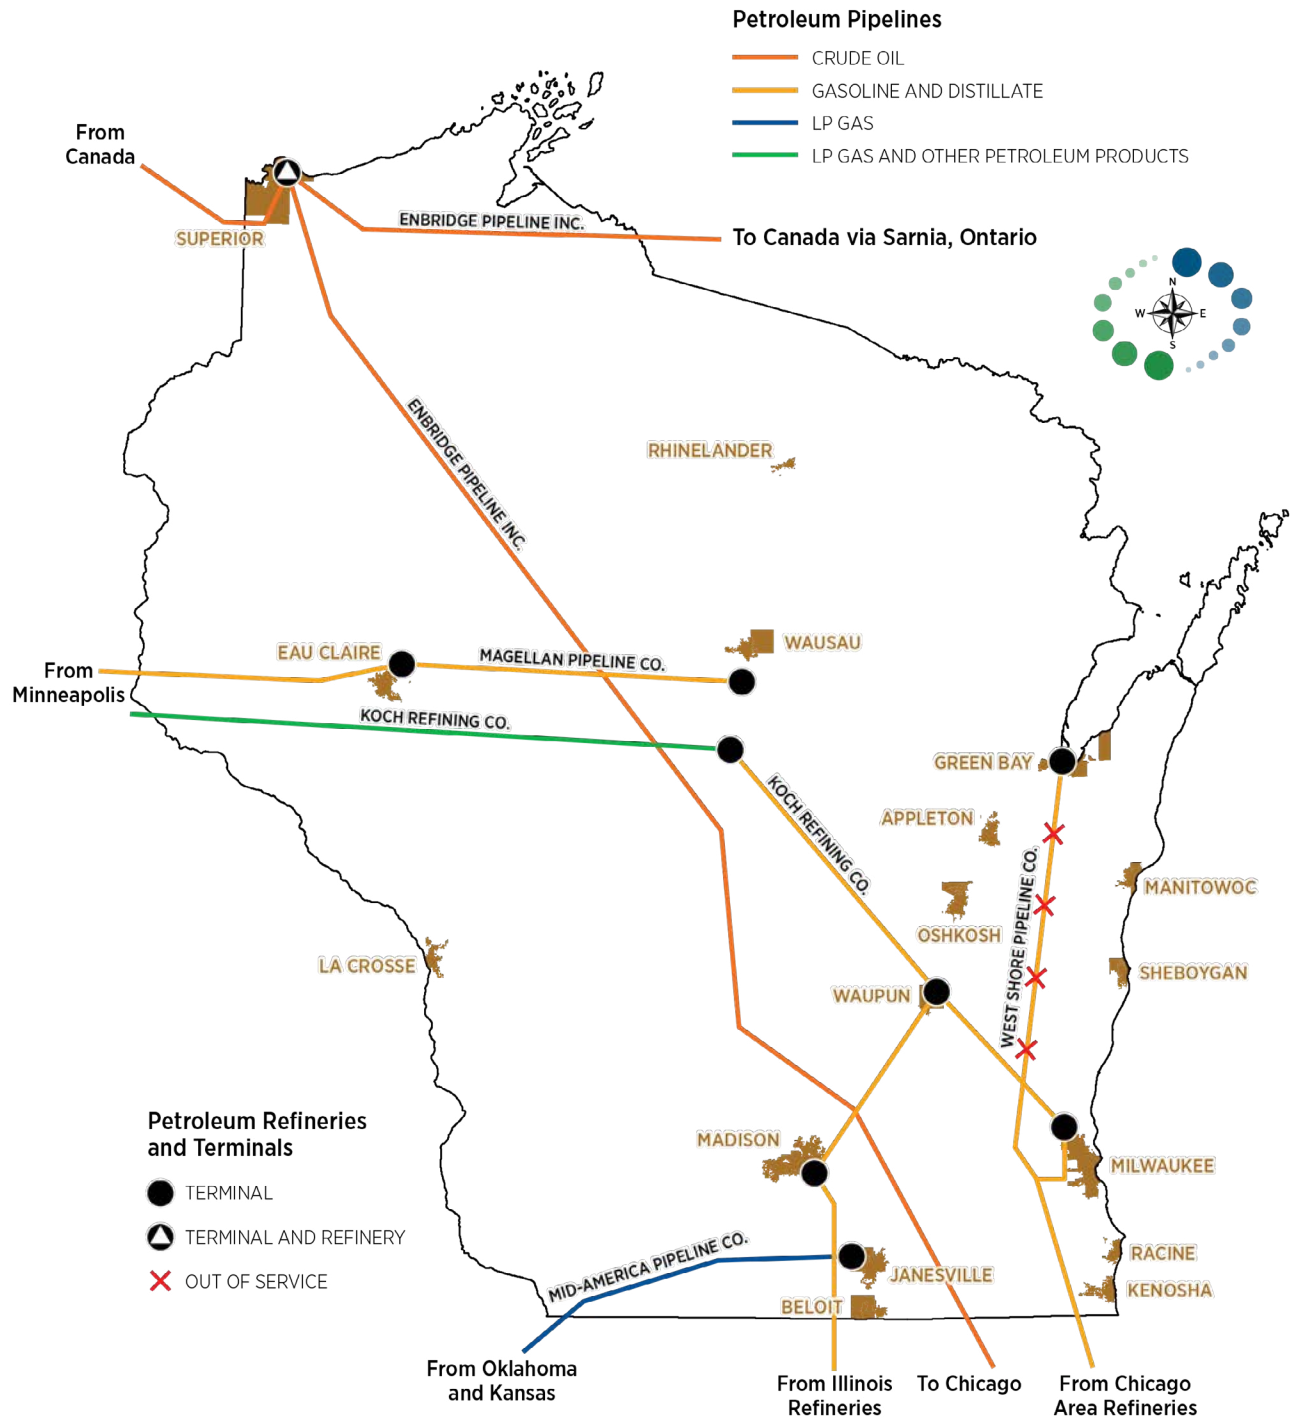 Petroleum Pipelines
CRUDE OIL
GASOLINE AND DISTILLATE
LP GAS
LP GAS AND OTHER PETROLEUM PRODUCTS
From
Canada
SUPERIOR
ENBRIDGE PIPELINE INC.
To Canada via Sarnia, Ontario
N
W
E
S
ENBRIDGE PIPELINE INC.
RHINELANDER
EAU CLAIRE
MAGELLAN PIPELINE CO.
WAUSAU
From
Minneapolis
KOCH REFINING CO.
GREEN BAY
KOCH REFINING CO.
APPLETON
WEST SHORE PIPELINE CO.
MANITOWOC
OSHKOSH
LA CROSSE
SHEBOYGAN
WAUPUN
Petroleum Refineries
and Terminals
TERMINAL
TERMINAL AND REFINERY
OUT OF SERVICE
MADISON
MILWAUKEE
MID-AMERICA PIPELINE CO.
RACINE
JANESVILLE
KENOSHA
BELOIT
From Oklahoma
and Kansas
From Illinois
Refineries
To Chicago
From Chicago
Area Refineries